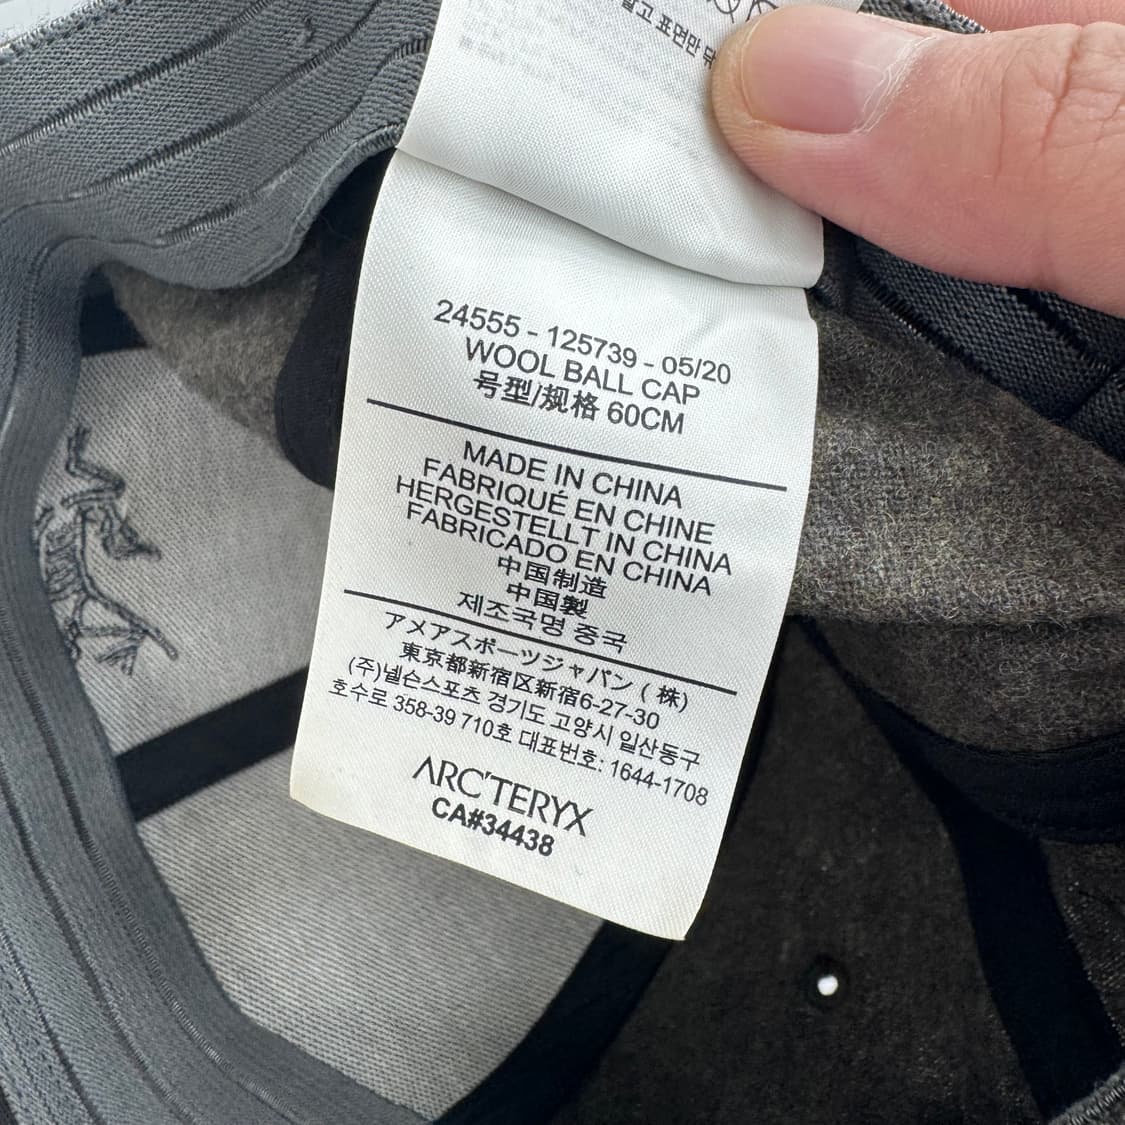 말고 표면만
24555 - 125739 - 05/20
WOOL BALL CAP
号型/规格 60CM
MADE IN CHINA
FABRIQUÉ EN CHINE
HERGESTELLT IN CHINA
FABRICADO EN CHINA
中国制造
中国製
제조국명 중국
アメアスポーツジャパン ( 株)
東京都新宿区新宿6-27-30
(주)넬슨스포츠 경기도 고양시 일산동구
호수로 358-39 710호 대표번호: 1644-1708
ARC'TERYX
CA#34438